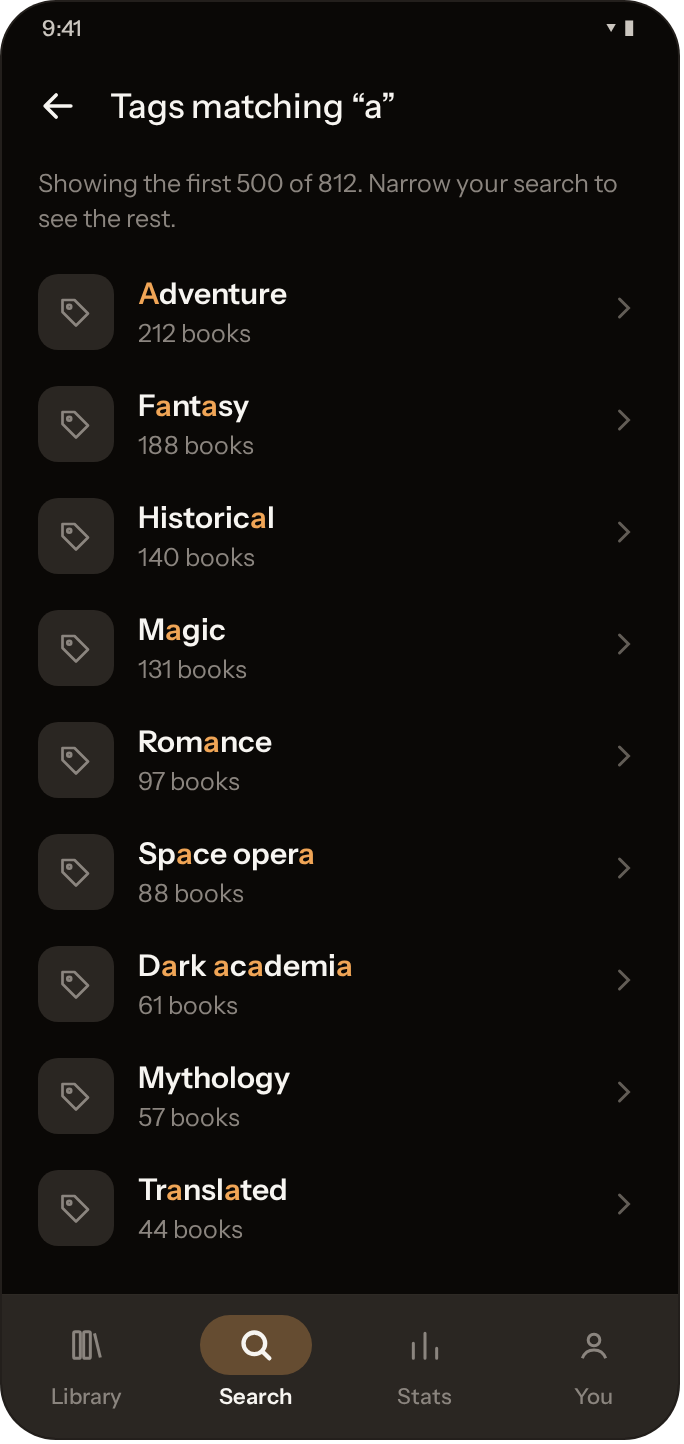 9:41
Tags matching “a”
Showing the first 500 of 812. Narrow your search to
see the rest.
Adventure
212 books
Fantasy
188 books
Historical
140 books
Magic
131 books
Romance
97 books
Space opera
88 books
Dark academia
61 books
Mythology
57 books
Translated
44 books
Library
Search
Stats
You